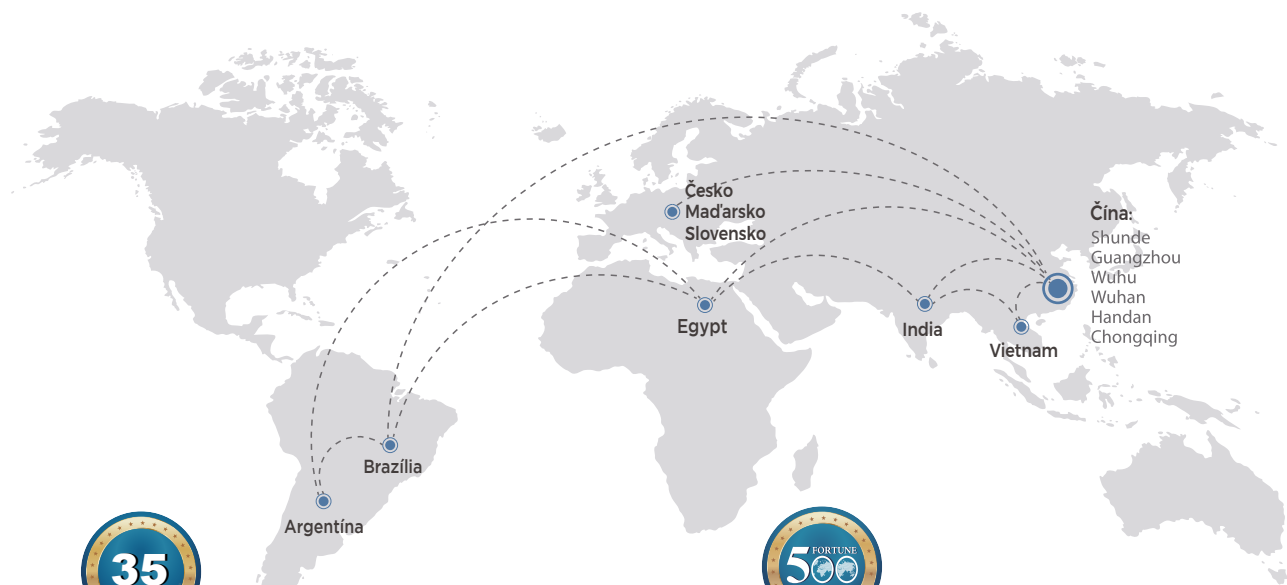 Česko
Maďarsko
Slovensko
Čína:
Shunde
Guangzhou
Wuhu
Wuhan
Handan
Chongqing
Egypt
India
Vietnam
Brazília
Argentína
35
FORTUNE
500